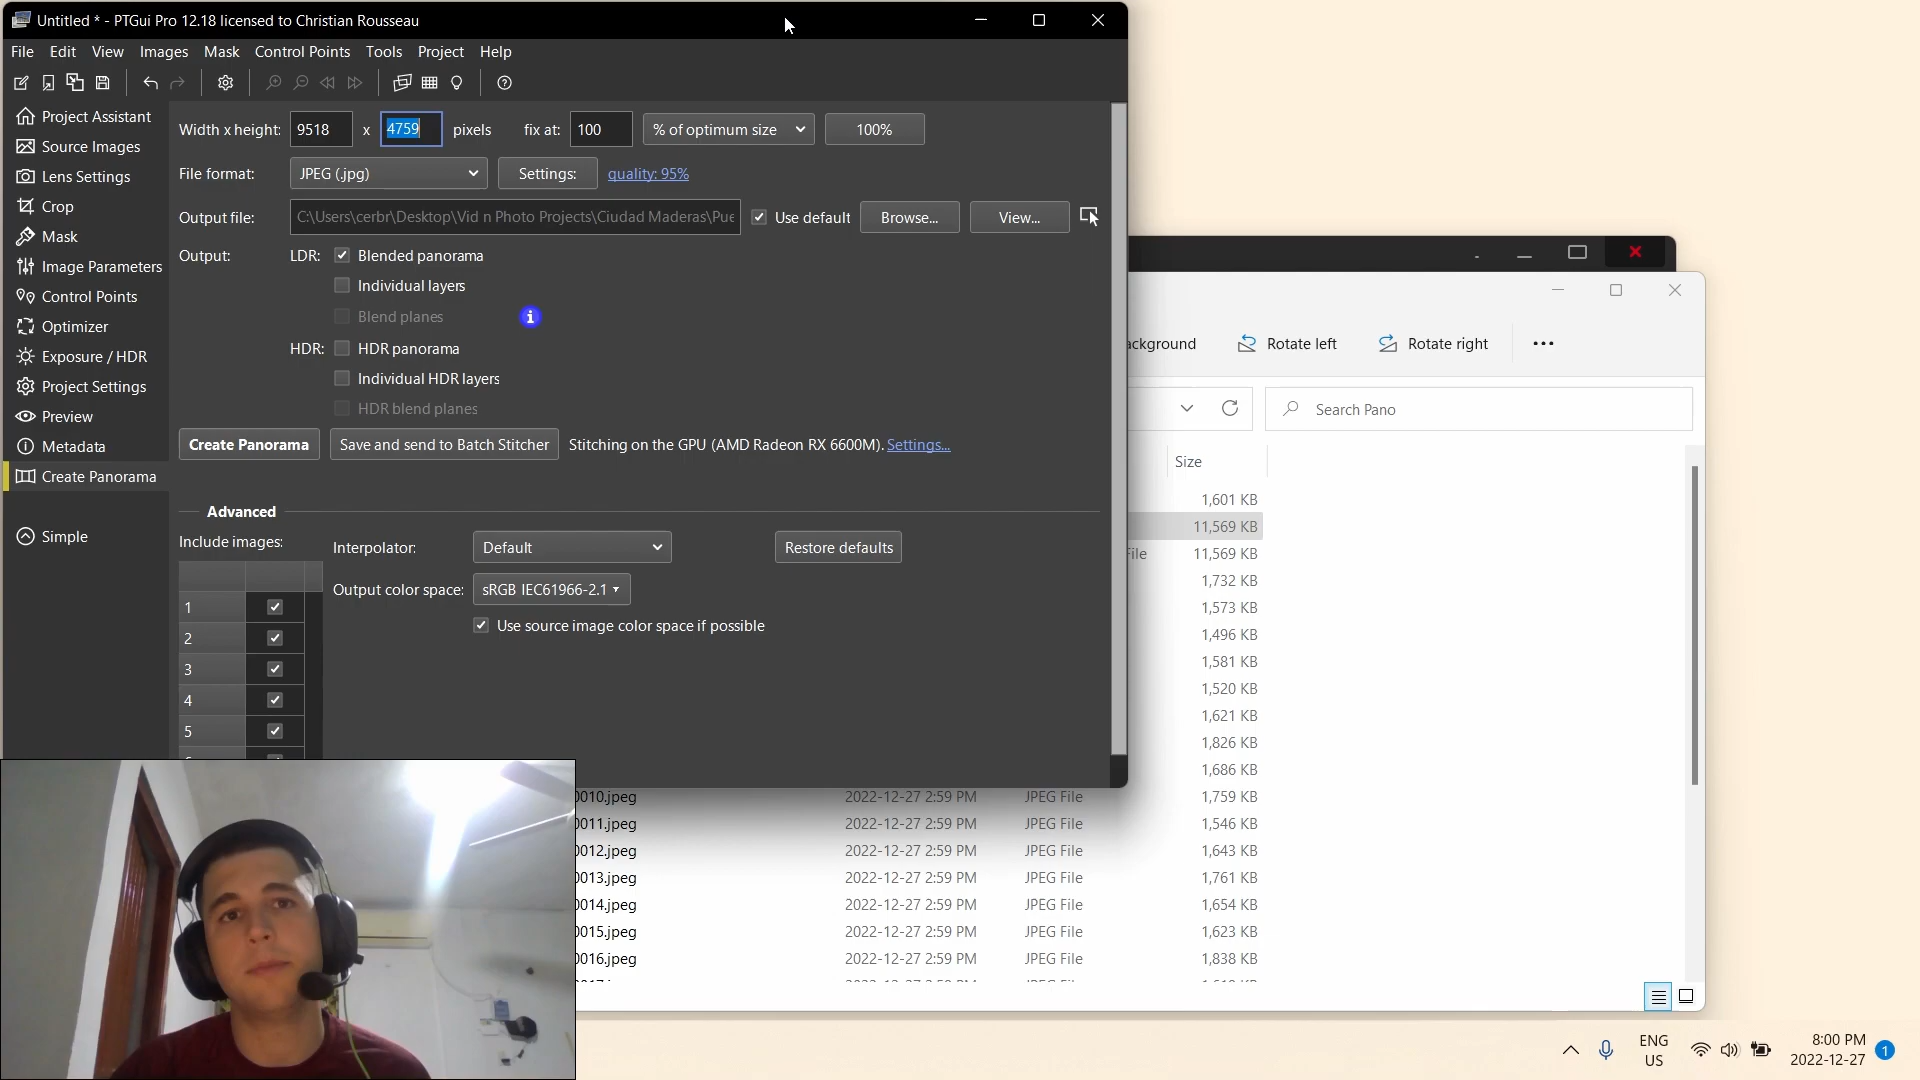 Untitled * - PTGui Pro 12.18 licensed to Christian Rousseau
File Edit View Images Mask Control Points Tools Project Help
Project Assistant
Source Images
Lens Settings
Crop
Mask
Image Parameters
Control Points
Optimizer
Exposure / HDR
Project Settings
Preview
Metadata
Create Panorama
Simple
Width x height: 9518 x 4759 pixels fix at: 100 % of optimum size 100%
File format: JPEG (.jpg) Settings: quality: 95%
Output file: C:\Users\cerbr\Desktop\Vid n Photo Projects\Ciudad Maderas\Pue Use default Browse... View...
Output: LDR: Blended panorama
Individual layers
Blend planes
HDR: HDR panorama
Individual HDR layers
HDR blend planes
Create Panorama Save and send to Batch Stitcher Stitching on the GPU (AMD Radeon RX 6600M). Settings...
Advanced
Include images:
1
2
3
4
5
Interpolator: Default Restore defaults
Output color space: sRGB IEC61966-2.1
Use source image color space if possible
ackground Rotate left Rotate right
Search Pano
Size
1,601 KB
11,569 KB
File 11,569 KB
1,732 KB
1,573 KB
1,496 KB
1,581 KB
1,520 KB
1,621 KB
1,826 KB
1,686 KB
0010.jpeg 2022-12-27 2:59 PM JPEG File 1,759 KB
0011.jpeg 2022-12-27 2:59 PM JPEG File 1,546 KB
0012.jpeg 2022-12-27 2:59 PM JPEG File 1,643 KB
0013.jpeg 2022-12-27 2:59 PM JPEG File 1,761 KB
0014.jpeg 2022-12-27 2:59 PM JPEG File 1,654 KB
0015.jpeg 2022-12-27 2:59 PM JPEG File 1,623 KB
0016.jpeg 2022-12-27 2:59 PM JPEG File 1,838 KB
ENG
US
8:00 PM
2022-12-27
1